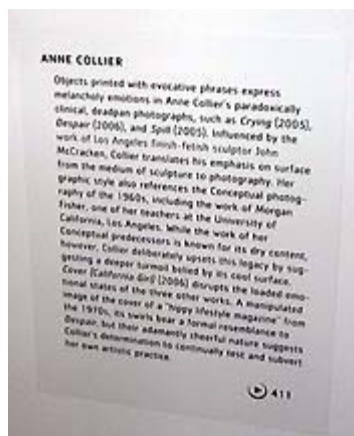 ANNE COLLIER
Objects printed with evocative phrases express
melancholy emotions in Anne Collier's paradoxically
clinical, deadpan photographs, such as Crying (2005),
Despair (2006), and Spill (2005). Influenced by the
work of Los Angeles finish-fetish sculptor John
McCracken, Collier translates his emphasis on surface
from the medium of sculpture to photography. Her
graphic style also references the Conceptual photog-
raphy of the 1960s, including the work of Morgan
Fisher, one of her teachers at the University of
California, Los Angeles. While the work of her
Conceptual predecessors is known for its dry content,
however, Collier deliberately upsets this legacy by sug-
gesting a deeper turmoil belied by its cool surface.
Cover (California Girl) (2006) disrupts the loaded emo-
tional states of the three other works. A manipulated
image of the cover of a "hippy lifestyle magazine" from
the 1970s, its swirls bear a formal resemblance to
Despair, but their adamantly cheerful nature suggests
Collier's determination to continually test and subvert
her own artistic practice.
411